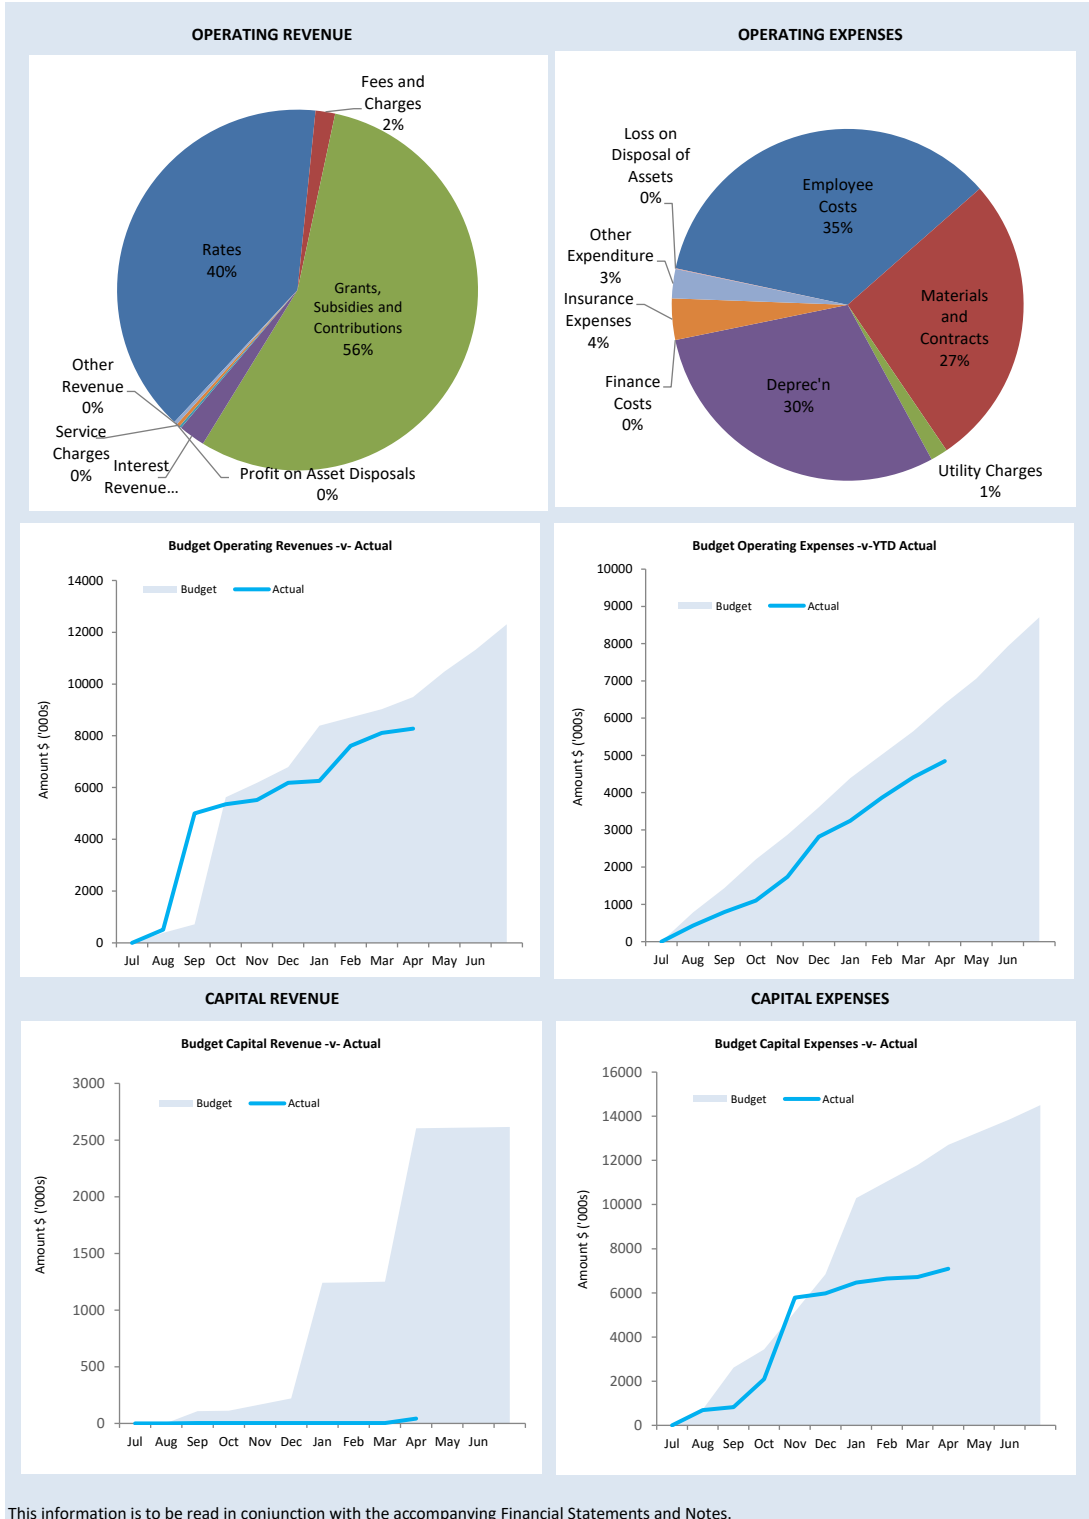 OPERATING REVENUE
Fees and
Charges
2%
Rates
40%
Grants,
Subsidies and
Contributions
56%
Other
Revenue
0%
Service
Charges
0%
Interest
Revenue...
Profit on Asset Disposals
0%
OPERATING EXPENSES
Loss on
Disposal of
Assets
0%
Employee
Costs
35%
Other
Expenditure
3%
Insurance
Expenses
4%
Materials
and
Contracts
27%
Finance
Costs
0%
Deprec'n
30%
Utility Charges
1%
Budget Operating Revenues -v- Actual
Budget Actual
Amount $ ('000s)
14000
12000
10000
8000
6000
4000
2000
0
Jul Aug Sep Oct Nov Dec Jan Feb Mar Apr May Jun
Budget Operating Expenses -v-YTD Actual
Budget Actual
Amount $ ('000s)
10000
9000
8000
7000
6000
5000
4000
3000
2000
1000
0
Jul Aug Sep Oct Nov Dec Jan Feb Mar Apr May Jun
CAPITAL REVENUE
Budget Capital Revenue -v- Actual
Budget Actual
Amount $ ('000s)
3000
2500
2000
1500
1000
500
0
Jul Aug Sep Oct Nov Dec Jan Feb Mar Apr May Jun
CAPITAL EXPENSES
Budget Capital Expenses -v- Actual
Budget Actual
Amount $ ('000s)
16000
14000
12000
10000
8000
6000
4000
2000
0
Jul Aug Sep Oct Nov Dec Jan Feb Mar Apr May Jun
This information is to be read in conjunction with the accompanying Financial Statements and Notes.